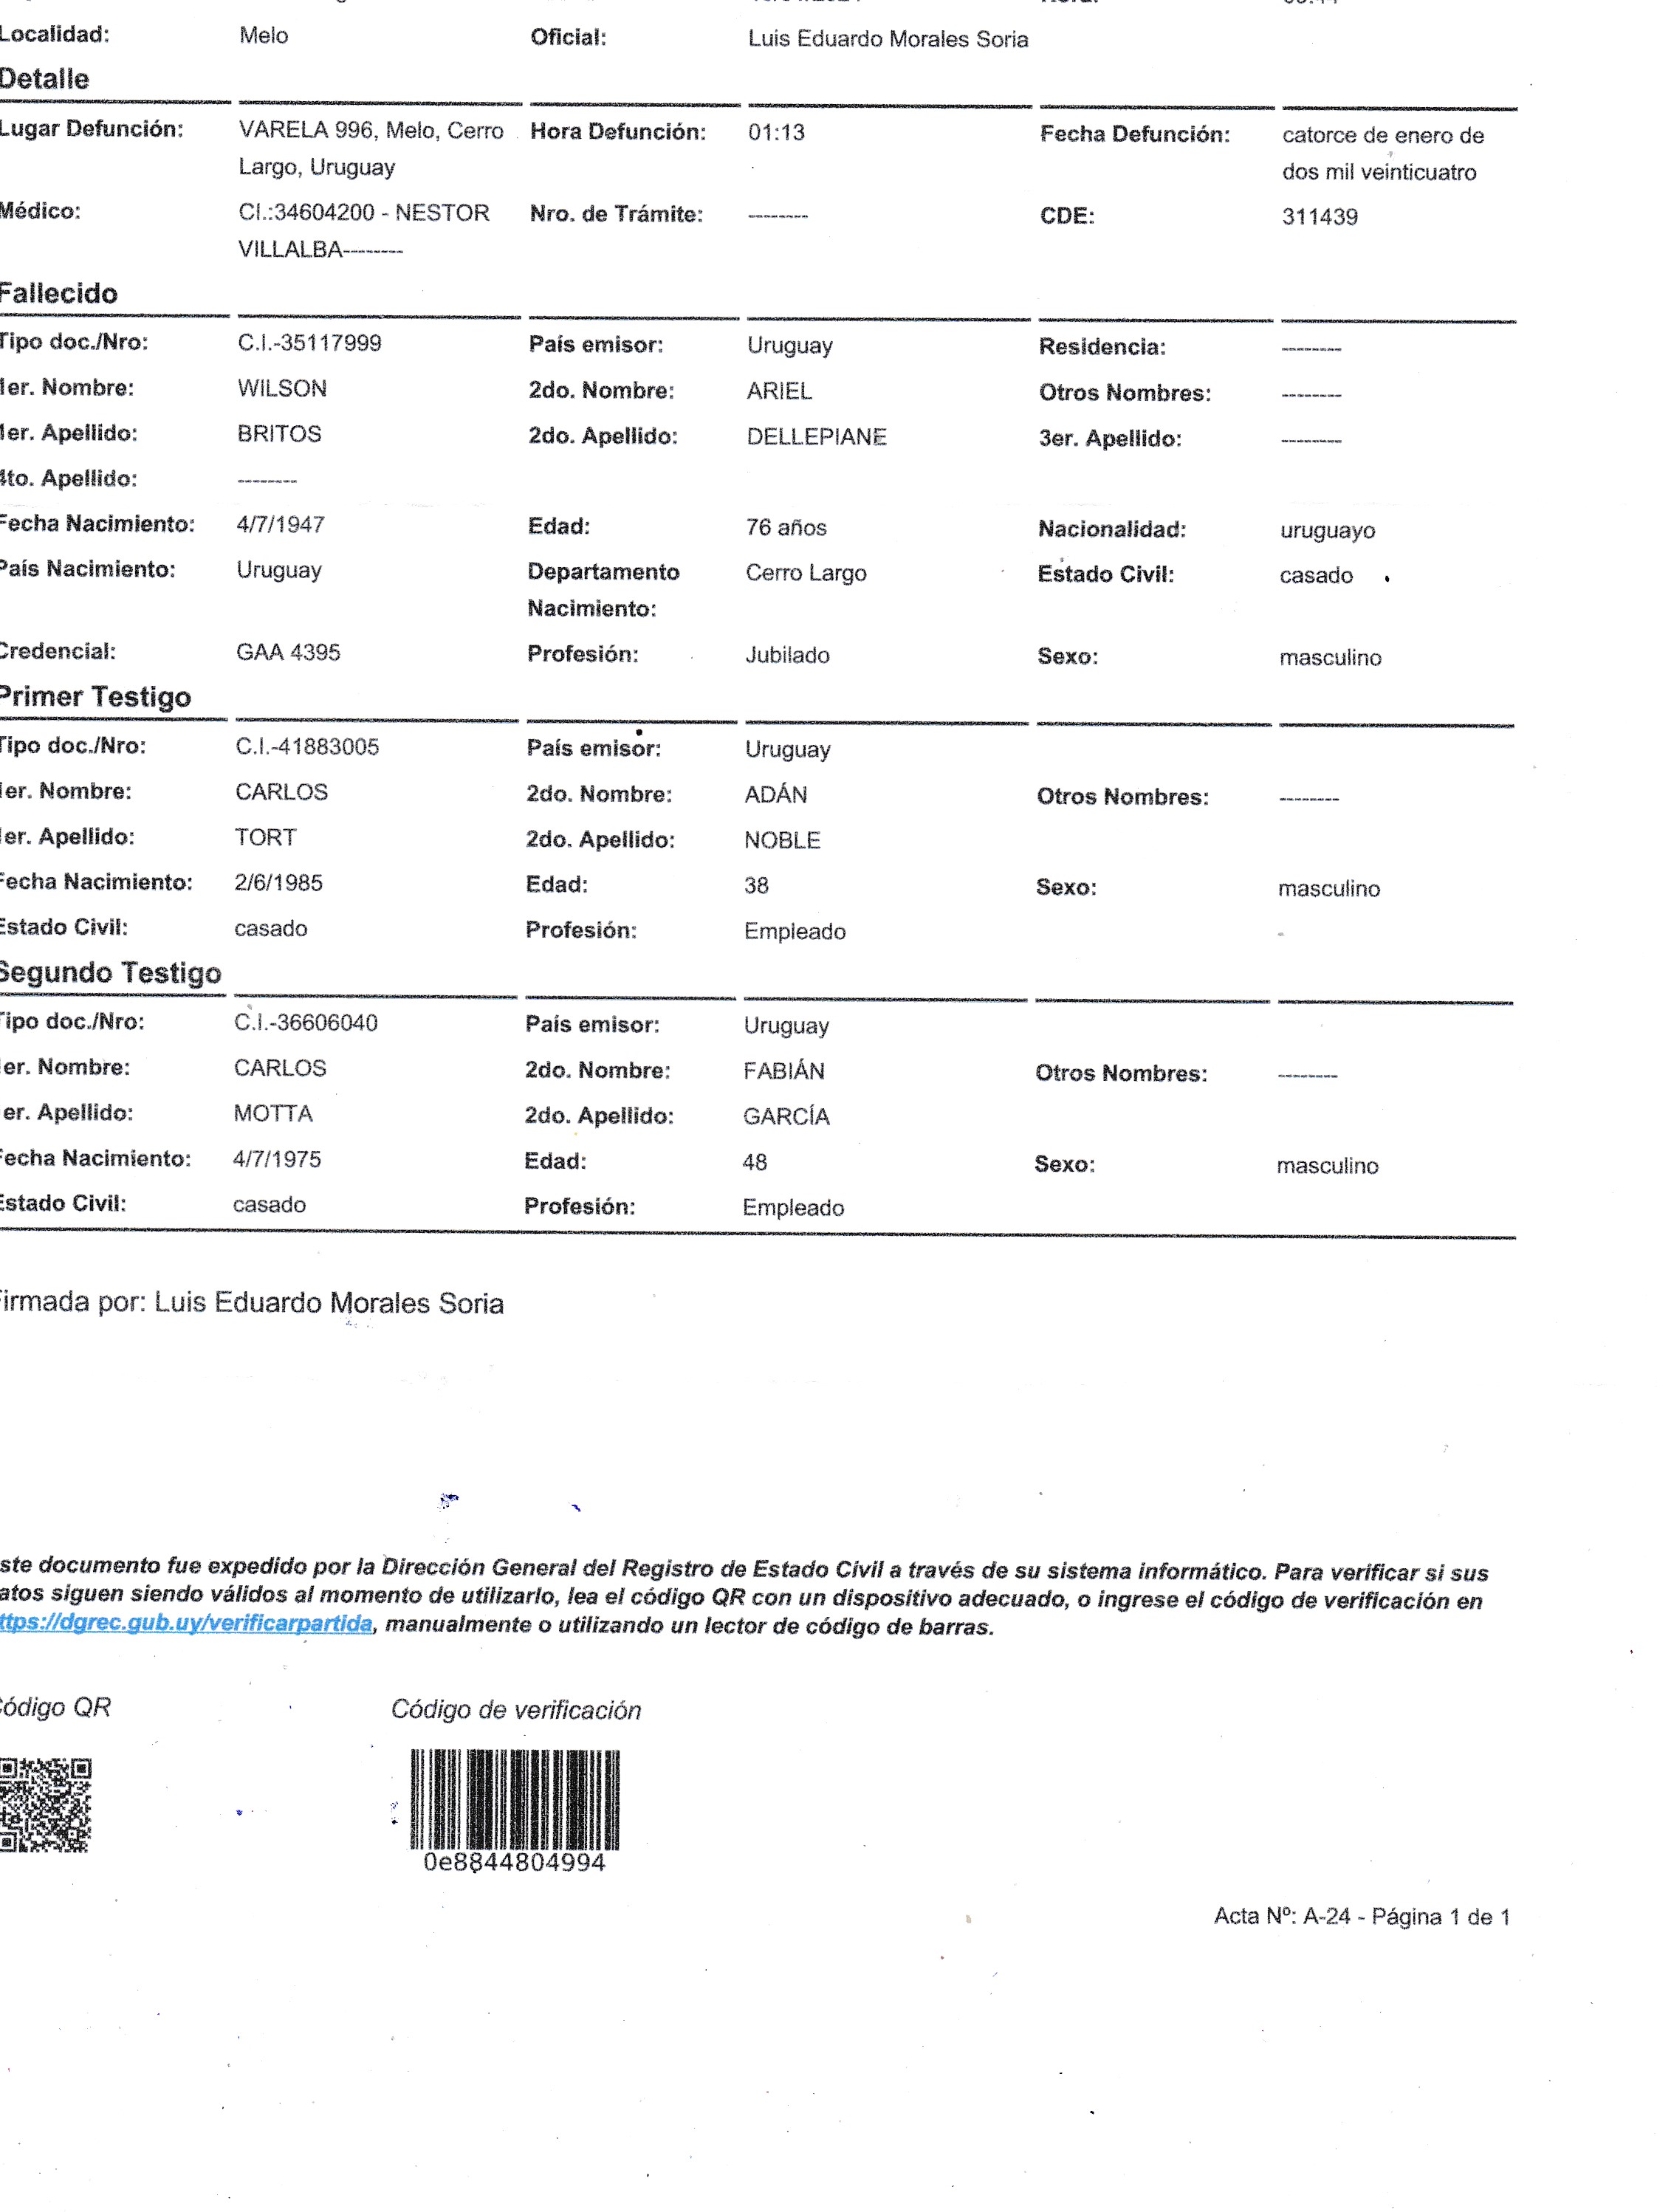 Localidad: Melo Oficial: Luis Eduardo Morales Soria
Detalle
Lugar Defunción: VARELA 996, Melo, Cerro Largo, Uruguay Hora Defunción: 01:13 Fecha Defunción: catorce de enero de dos mil veinticuatro
Médico: CI.:34604200 - NESTOR VILLALBA-------- Nro. de Trámite: -------- CDE: 311439
Fallecido
Tipo doc./Nro: C.I.-35117999 País emisor: Uruguay Residencia: --------
1er. Nombre: WILSON 2do. Nombre: ARIEL Otros Nombres: --------
1er. Apellido: BRITOS 2do. Apellido: DELLEPIANE 3er. Apellido: --------
4to. Apellido: --------
Fecha Nacimiento: 4/7/1947 Edad: 76 años Nacionalidad: uruguayo
País Nacimiento: Uruguay Departamento Nacimiento: Cerro Largo Estado Civil: casado
Credencial: GAA 4395 Profesión: Jubilado Sexo: masculino
Primer Testigo
Tipo doc./Nro: C.I.-41883005 País emisor: Uruguay
1er. Nombre: CARLOS 2do. Nombre: ADÁN Otros Nombres: --------
1er. Apellido: TORT 2do. Apellido: NOBLE
Fecha Nacimiento: 2/6/1985 Edad: 38 Sexo: masculino
Estado Civil: casado Profesión: Empleado
Segundo Testigo
Tipo doc./Nro: C.I.-36606040 País emisor: Uruguay
er. Nombre: CARLOS 2do. Nombre: FABIÁN Otros Nombres: --------
er. Apellido: MOTTA 2do. Apellido: GARCÍA
Fecha Nacimiento: 4/7/1975 Edad: 48 Sexo: masculino
Estado Civil: casado Profesión: Empleado
irmada por: Luis Eduardo Morales Soria
ste documento fue expedido por la Dirección General del Registro de Estado Civil a través de su sistema informático. Para verificar si sus
atos siguen siendo válidos al momento de utilizarlo, lea el código QR con un dispositivo adecuado, o ingrese el código de verificación en
ttps://dgrec.gub.uy/verificarpartida, manualmente o utilizando un lector de código de barras.
Código QR Código de verificación
0e8844804994
Acta Nº: A-24 - Página 1 de 1